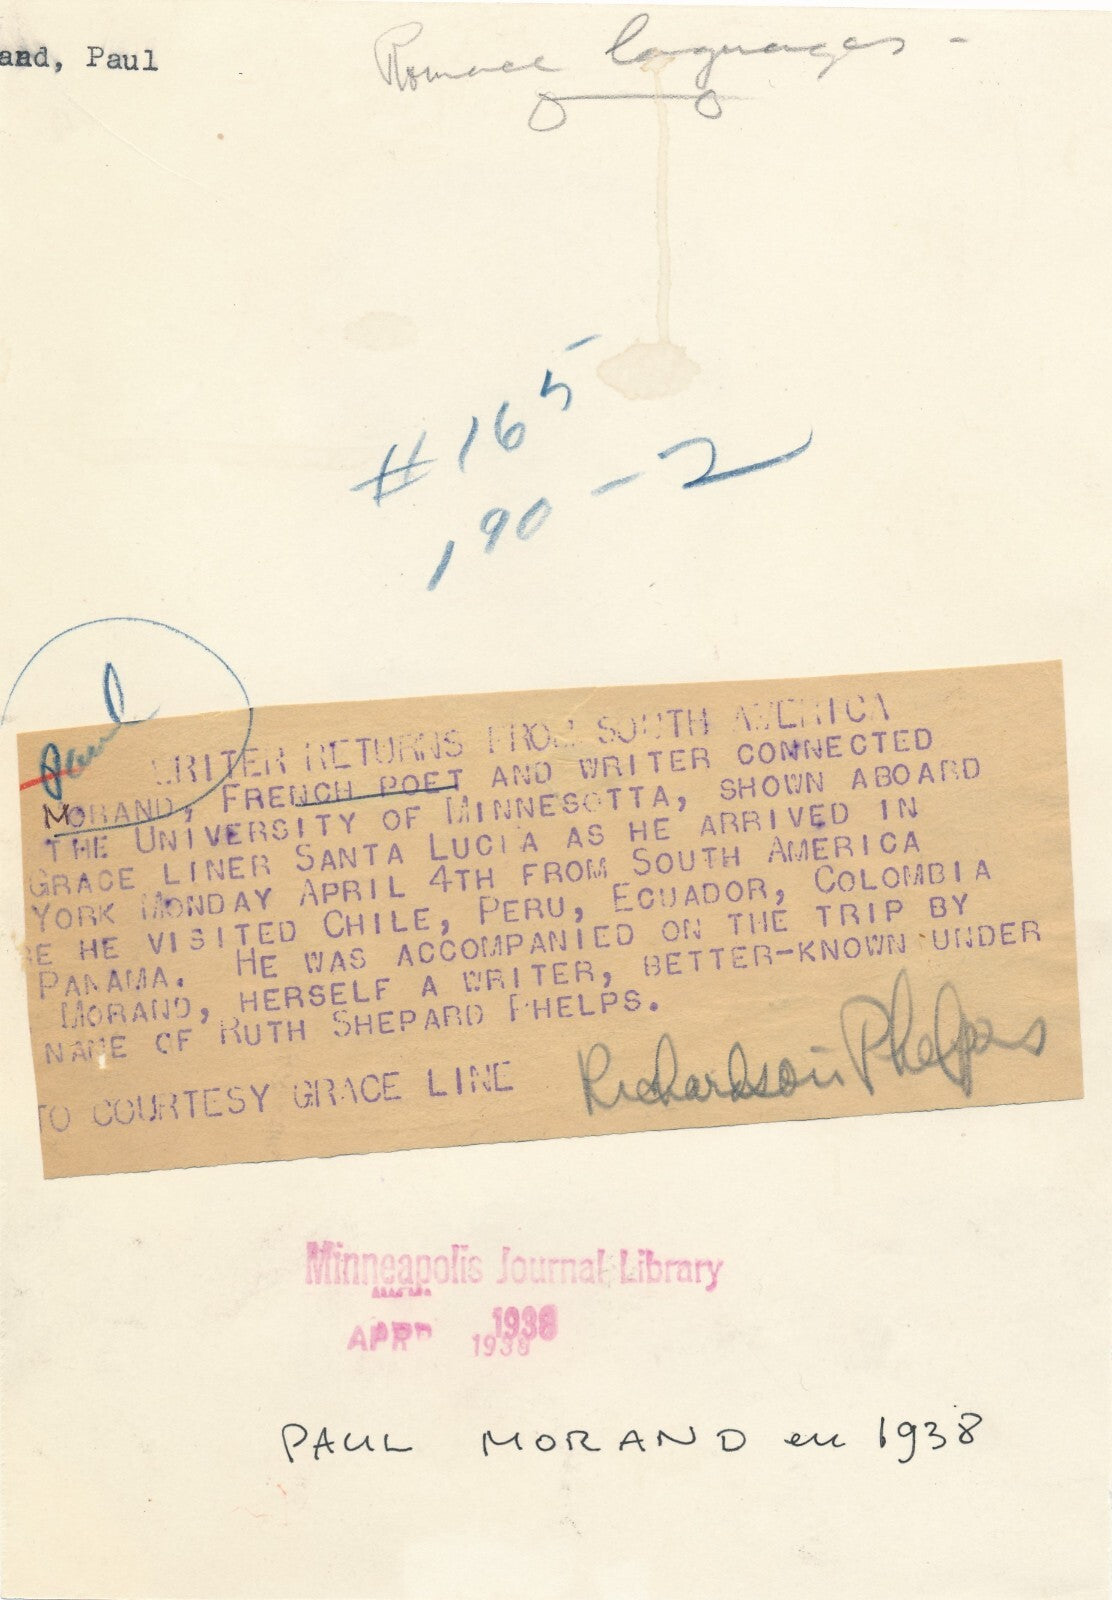 and, Paul
Romance languages -
#165
190-2
Paul
WRITER RETURNS FROM SOUTH AMERICA
MORAND, FRENCH POET AND WRITER CONNECTED
THE UNIVERSITY OF MINNESOTTA, SHOWN ABOARD
GRACE LINER SANTA LUCIA AS HE ARRIVED IN
YORK MONDAY APRIL 4TH FROM SOUTH AMERICA
RE HE VISITED CHILE, PERU, ECUADOR, COLOMBIA
PANAMA. HE WAS ACCOMPANIED ON THE TRIP BY
MORAND, HERSELF A WRITER, BETTER-KNOWN UNDER
NAME OF RUTH SHEPARD PHELPS.
TO COURTESY GRACE LINE
Richardson Phelps
Minneapolis Journal Library
APR 1938
1938
PAUL MORAND en 1938